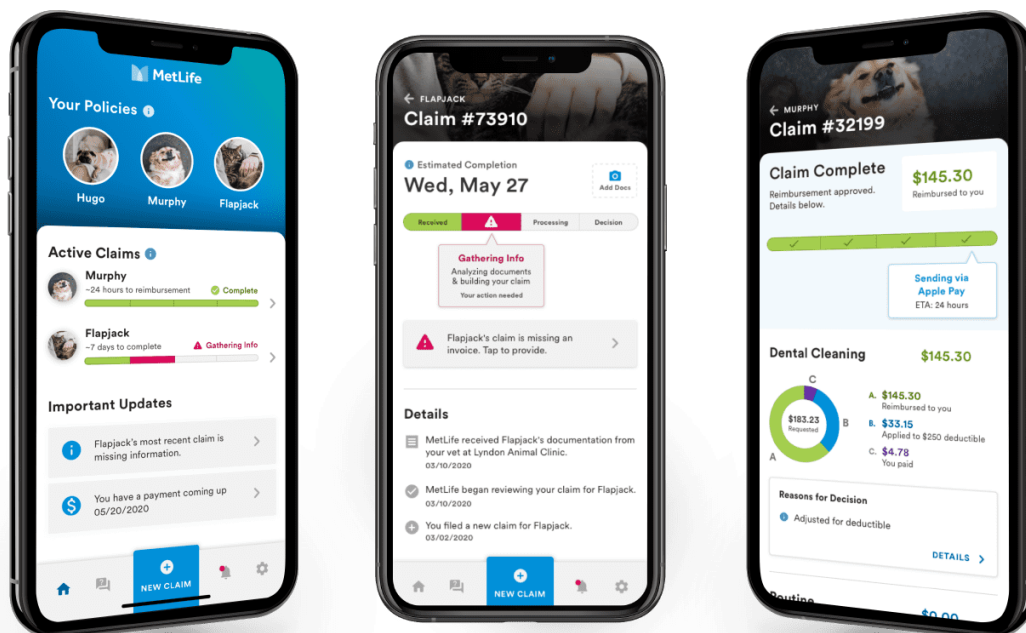 MetLife
Your Policies
Hugo
Murphy
Flapjack
Active Claims
Murphy
~24 hours to reimbursement
Complete
Flapjack
~7 days to complete
Gathering Info
Important Updates
Flapjack's most recent claim is
missing information.
You have a payment coming up
05/20/2020
NEW CLAIM
FLAPJACK
Claim #73910
Estimated Completion
Wed, May 27
Add Docs
Received
Processing
Decision
Gathering Info
Analyzing documents
& building your claim
Your action needed
Flapjack's claim is missing an
invoice. Tap to provide.
Details
MetLife received Flapjack's documentation from
your vet at Lyndon Animal Clinic.
03/10/2020
MetLife began reviewing your claim for Flapjack.
03/10/2020
You filed a new claim for Flapjack.
03/02/2020
NEW CLAIM
MURPHY
Claim #32199
Claim Complete
Reimbursement approved.
Details below.
$145.30
Reimbursed to you
Sending via
Apple Pay
ETA: 24 hours
Dental Cleaning
$145.30
C
B
A
$183.23
Requested
A. $145.30
Reimbursed to you
B. $33.15
Applied to $250 deductible
C. $4.78
You paid
Reasons for Decision
Adjusted for deductible
DETAILS
Routine
$0.00